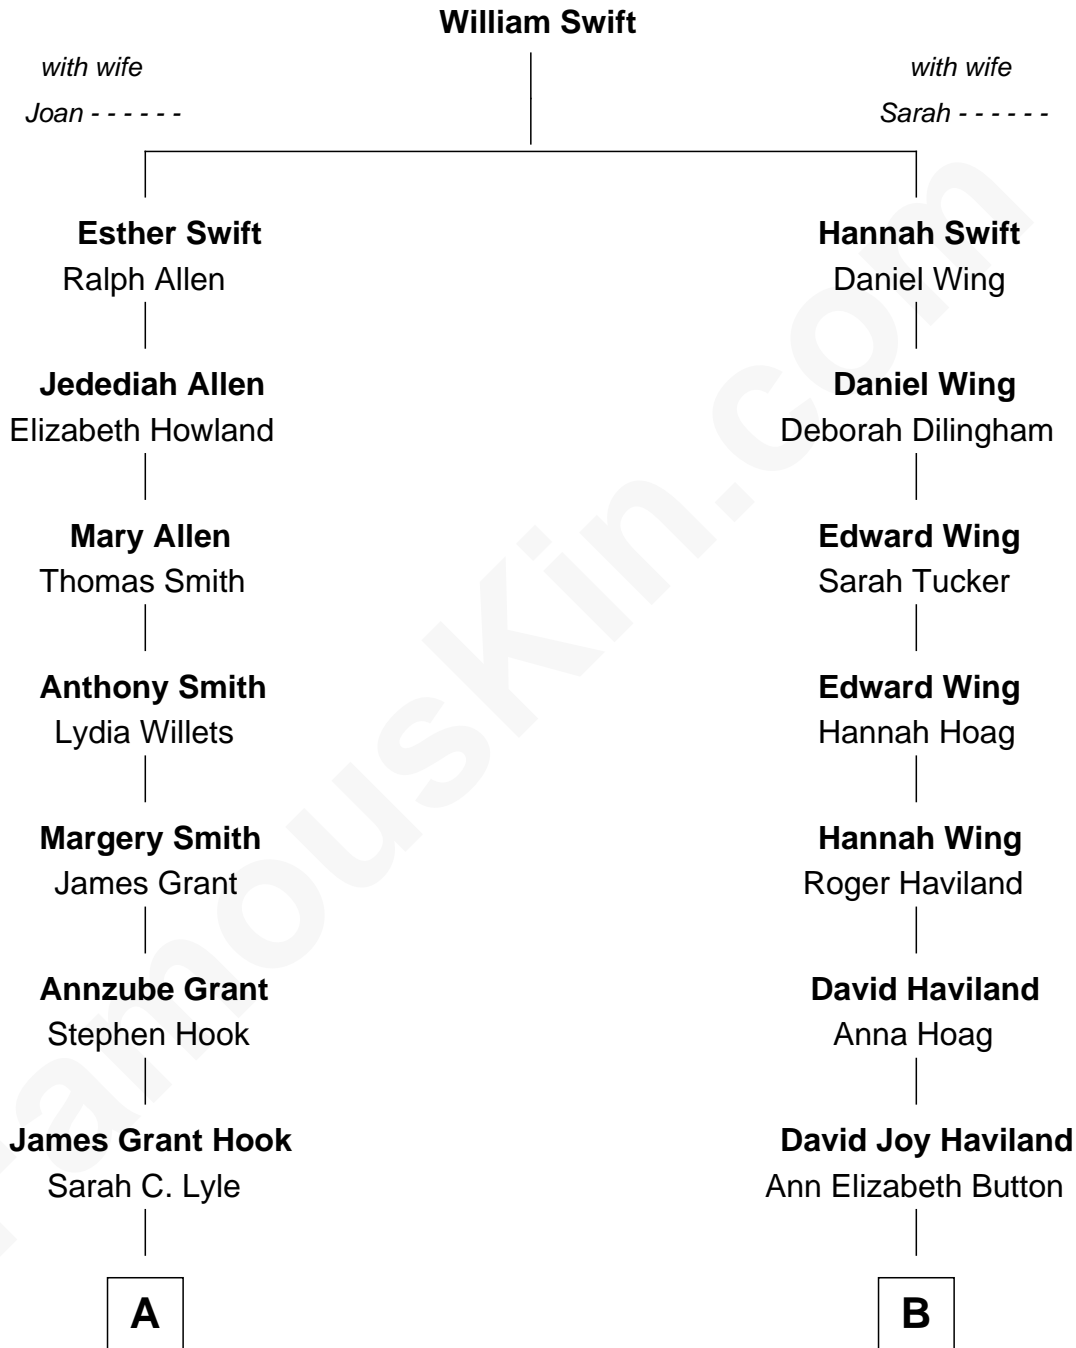 William Swift
with wife
with wife
Joan - - - - - -
Sarah - - - - - -
Esther Swift
Hannah Swift
Ralph Allen
Daniel Wing
Jedediah Allen
Daniel Wing
Elizabeth Howland
Deborah Dilingham
Mary Allen
Edward Wing
Thomas Smith
Sarah Tucker
Anthony Smith
Edward Wing
Lydia Willets
Hannah Hoag
Margery Smith
Hannah Wing
James Grant
Roger Haviland
Annzube Grant
David Haviland
Stephen Hook
Anna Hoag
James Grant Hook
David Joy Haviland
Sarah C. Lyle
Ann Elizabeth Button
A
B
FamousKin.com